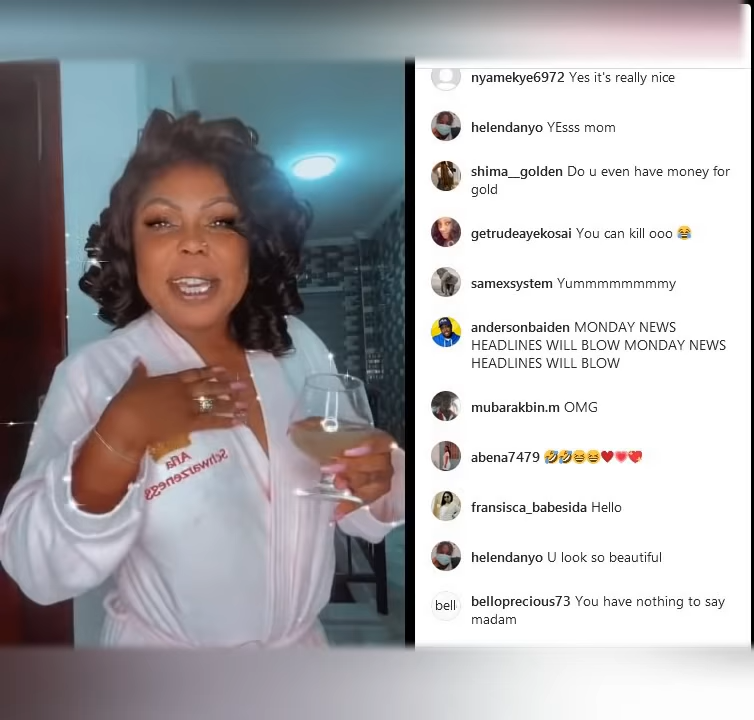 nyamekye6972 Yes it's really nice
helendanyo YEsss mom
shima__golden Do u even have money for
gold
getrudeayekosai You can kill ooo 😂
samexsystem Yummmmmmmmy
andersonbaiden MONDAY NEWS
HEADLINES WILL BLOW MONDAY NEWS
HEADLINES WILL BLOW
mubarakbin.m OMG
abena7479 🤣🤣😆😆♥️💗💖
fransisca_babesida Hello
helendanyo U look so beautiful
bell
belloprecious73 You have nothing to say
madam
Afia
Schwarzeness